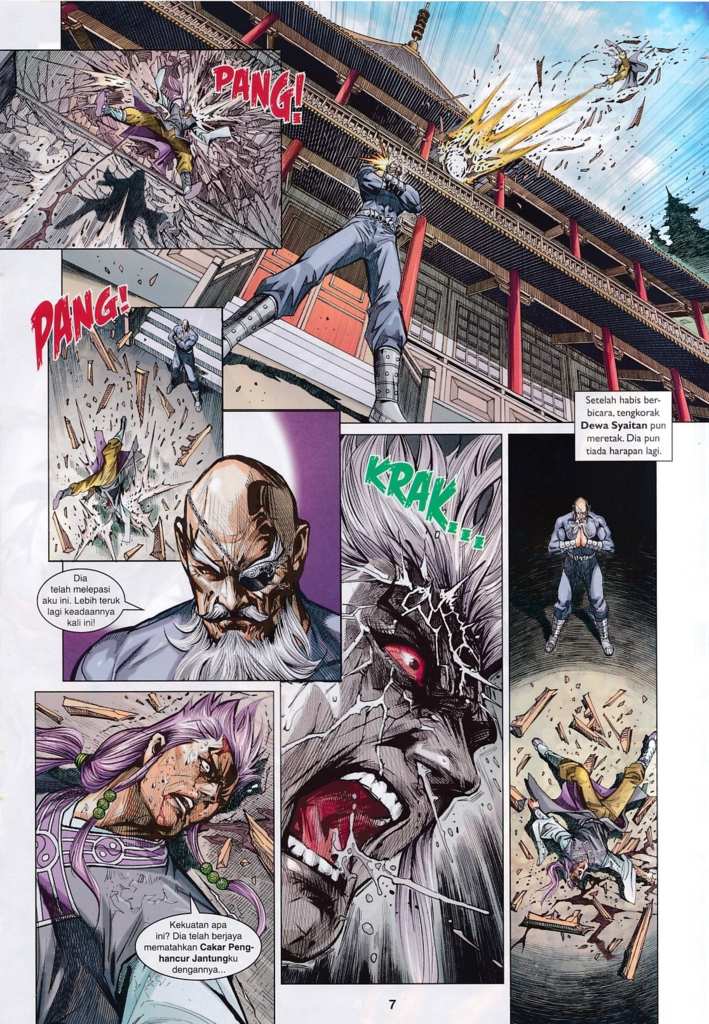 PANG!
PANG!
Dia
telah melepasi
aku ini. Lebih teruk
lagi keadaannya
kali ini!
KRAK...
Setelah habis ber-
bicara, tengkorak
Dewa Syaitan pun
meretak. Dia pun
tiada harapan lagi.
Kekuatan apa
ini? Dia telah berjaya
mematahkan Cakar Peng-
hancur Jantungku
dengannya...
7